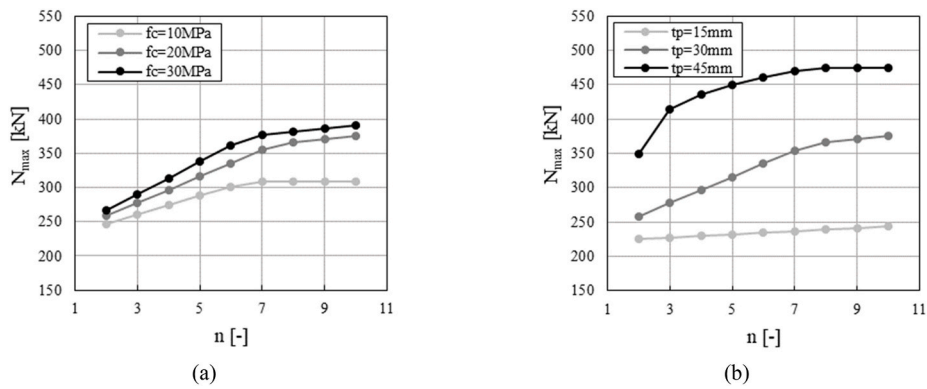 550
500
450
400
350
300
250
200
150
N_max [kN]
fc=10MPa
fc=20MPa
fc=30MPa
1 3 5 7 9 11
n [-]
(a)
550
500
450
400
350
300
250
200
150
N_max [kN]
tp=15mm
tp=30mm
tp=45mm
1 3 5 7 9 11
n [-]
(b)